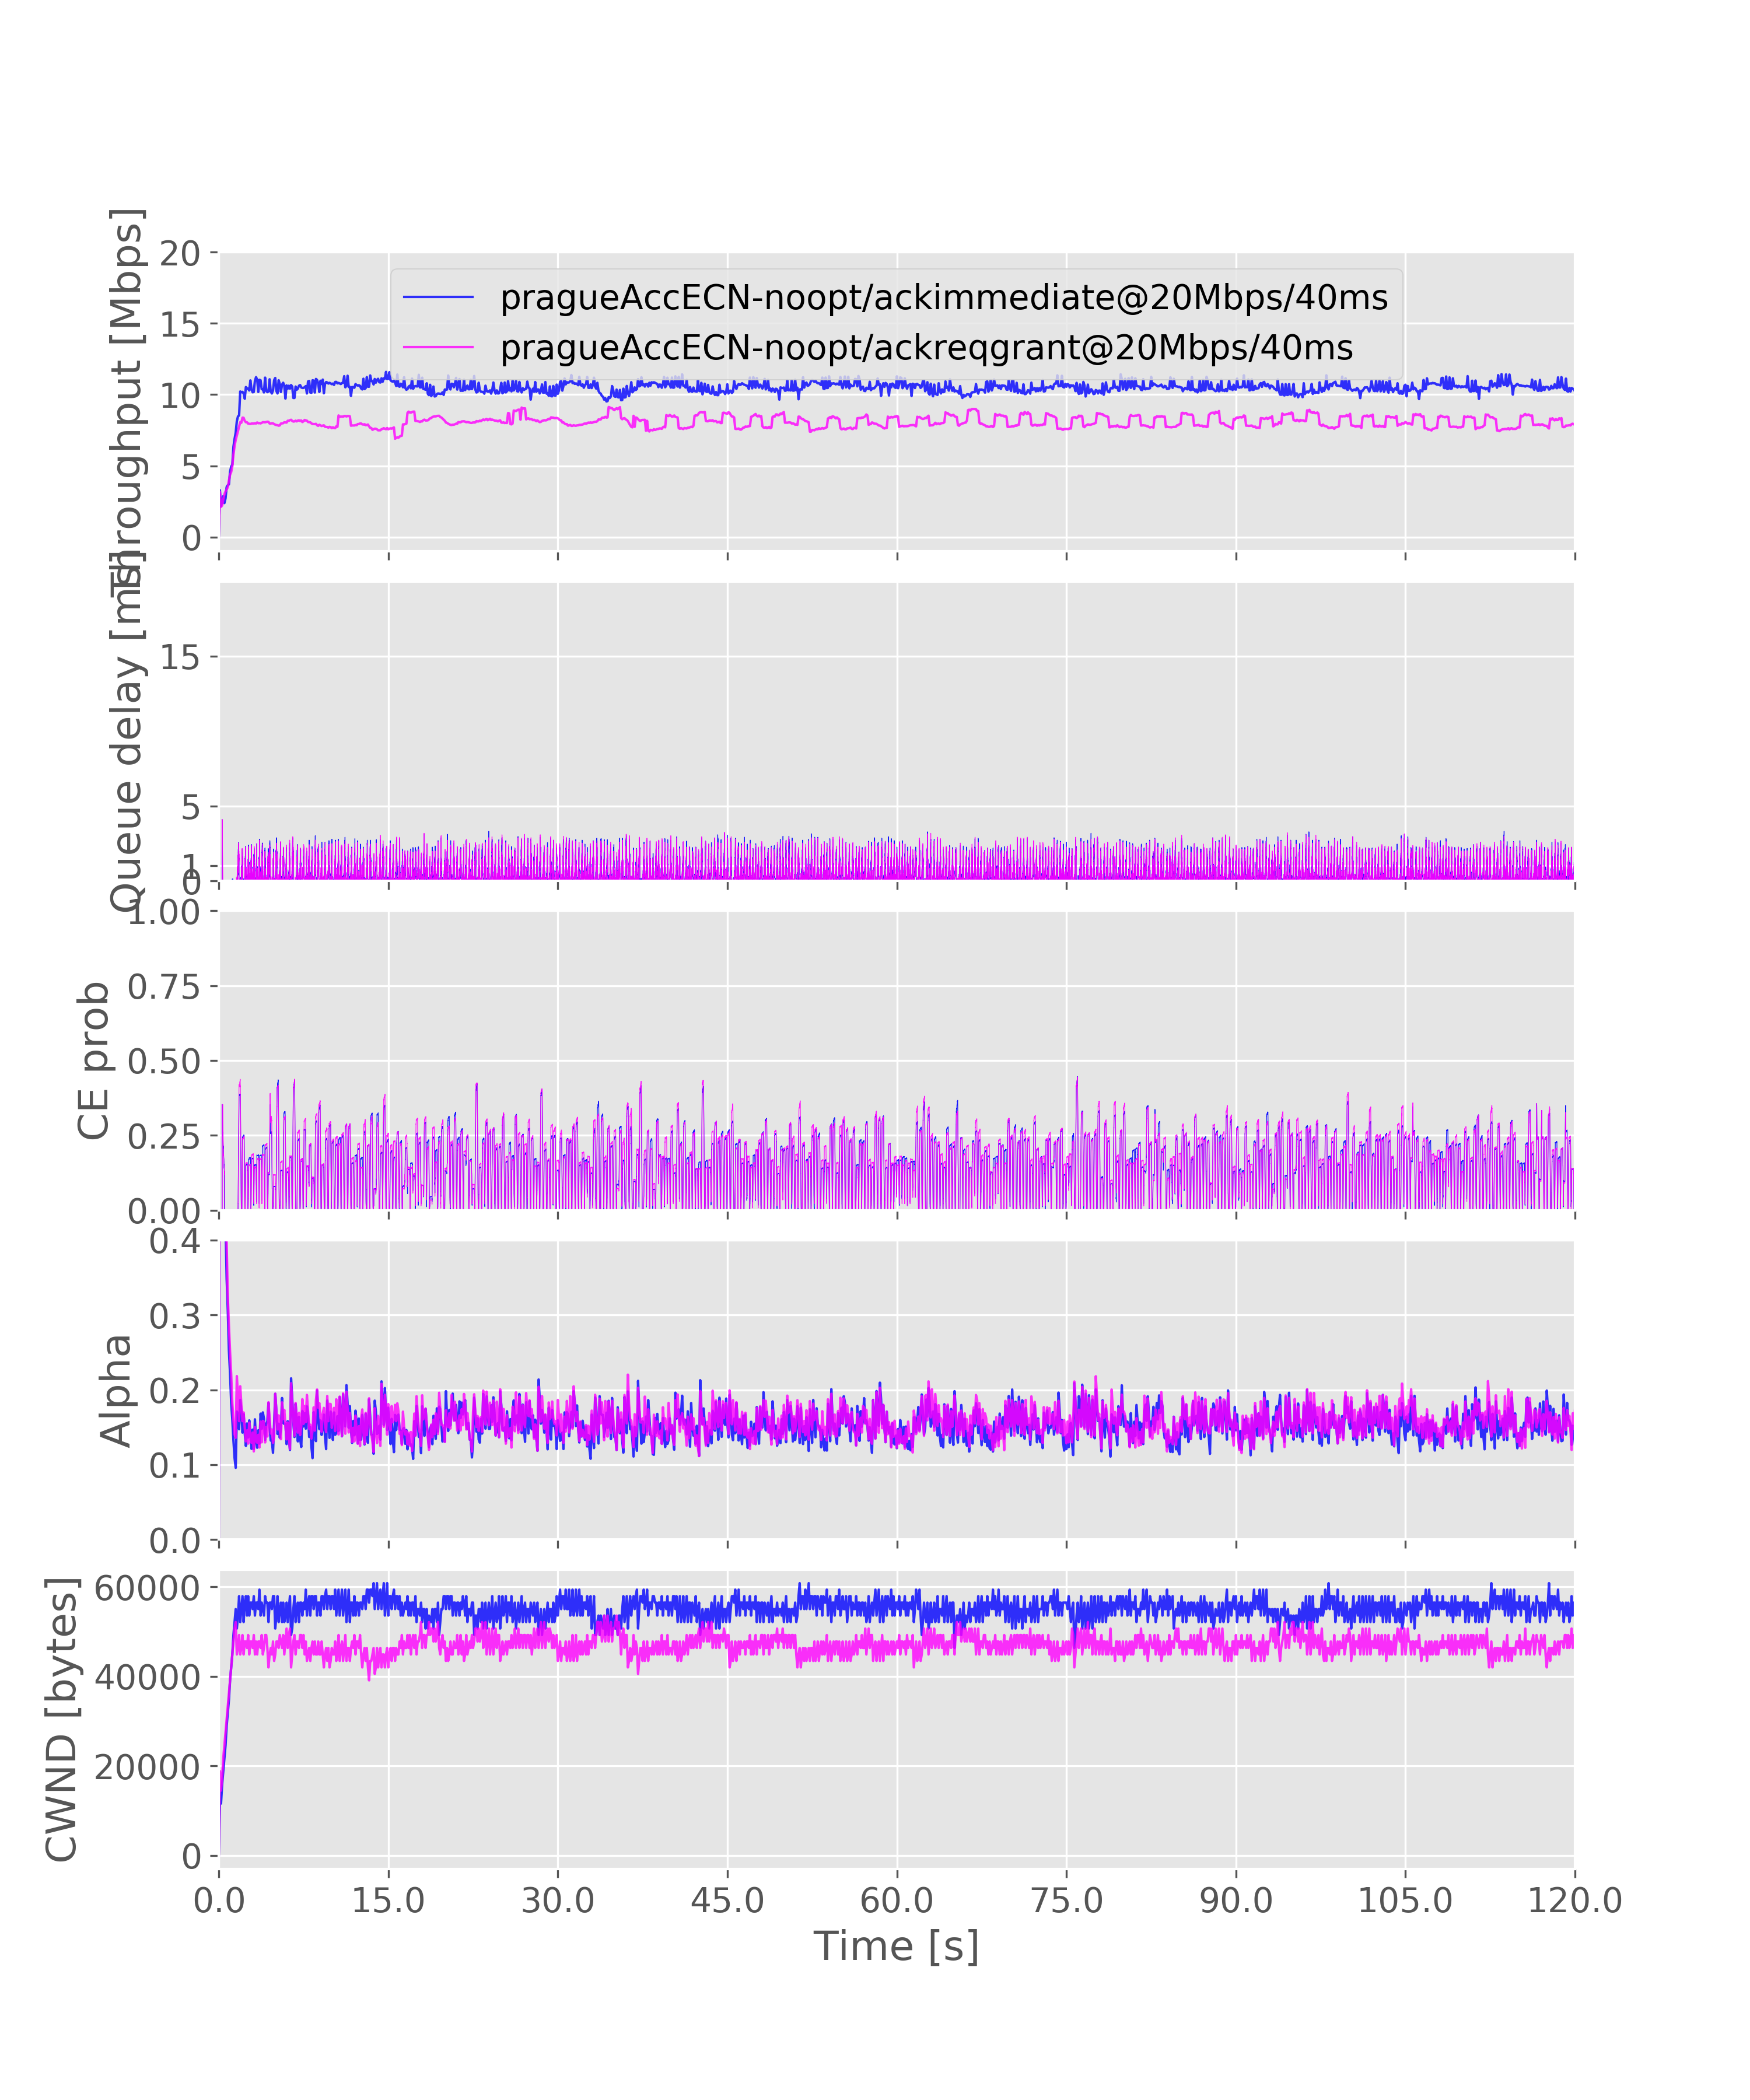 Throughput [Mbps]
20
15
10
5
0
pragueAccECN-noopt/ackimmediate@20Mbps/40ms
pragueAccECN-noopt/ackreqgrant@20Mbps/40ms
Queue delay [ms]
15
5
1
0
CE prob
1.00
0.75
0.50
0.25
0.00
Alpha
0.4
0.3
0.2
0.1
0.0
CWND [bytes]
60000
40000
20000
0
0.0 15.0 30.0 45.0 60.0 75.0 90.0 105.0 120.0
Time [s]